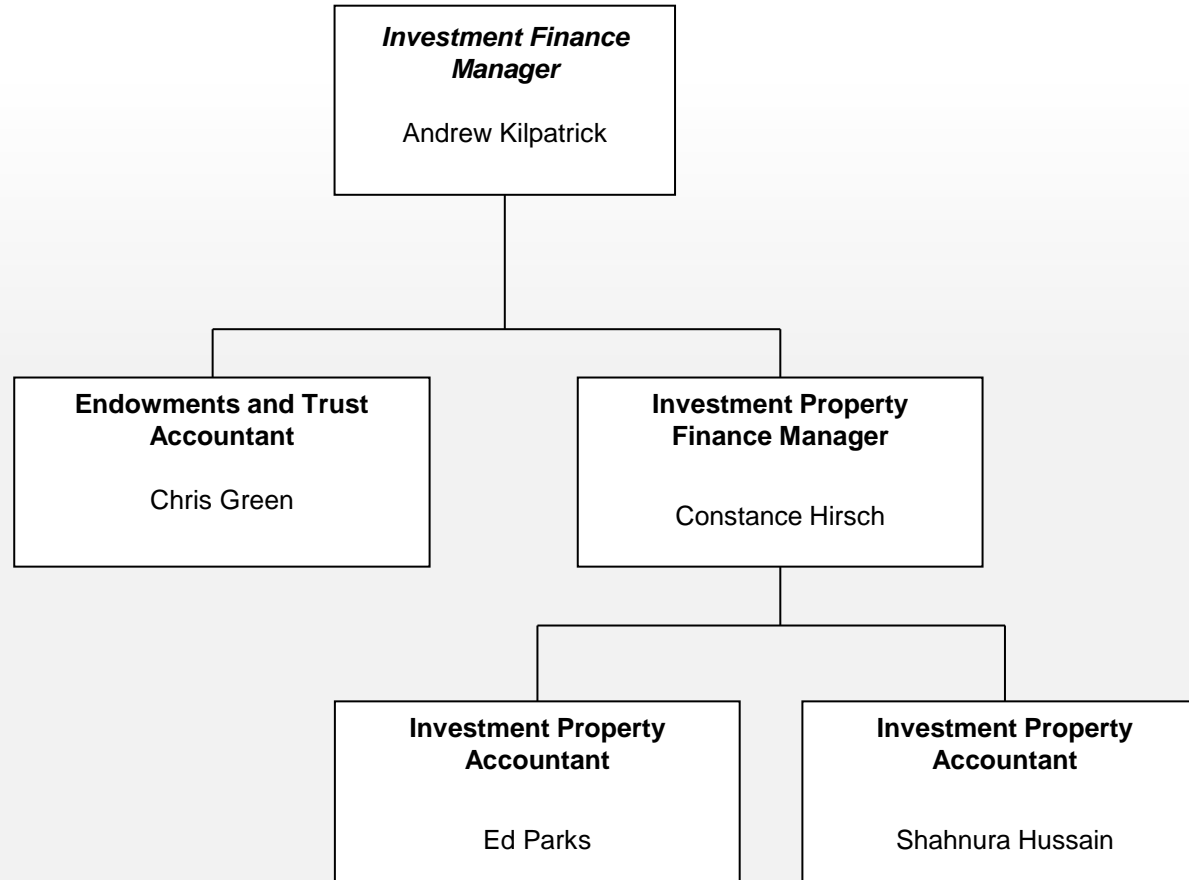 Investment Finance
Manager
Andrew Kilpatrick
Endowments and Trust
Accountant
Chris Green
Investment Property
Finance Manager
Constance Hirsch
Investment Property
Accountant
Ed Parks
Investment Property
Accountant
Shahnura Hussain